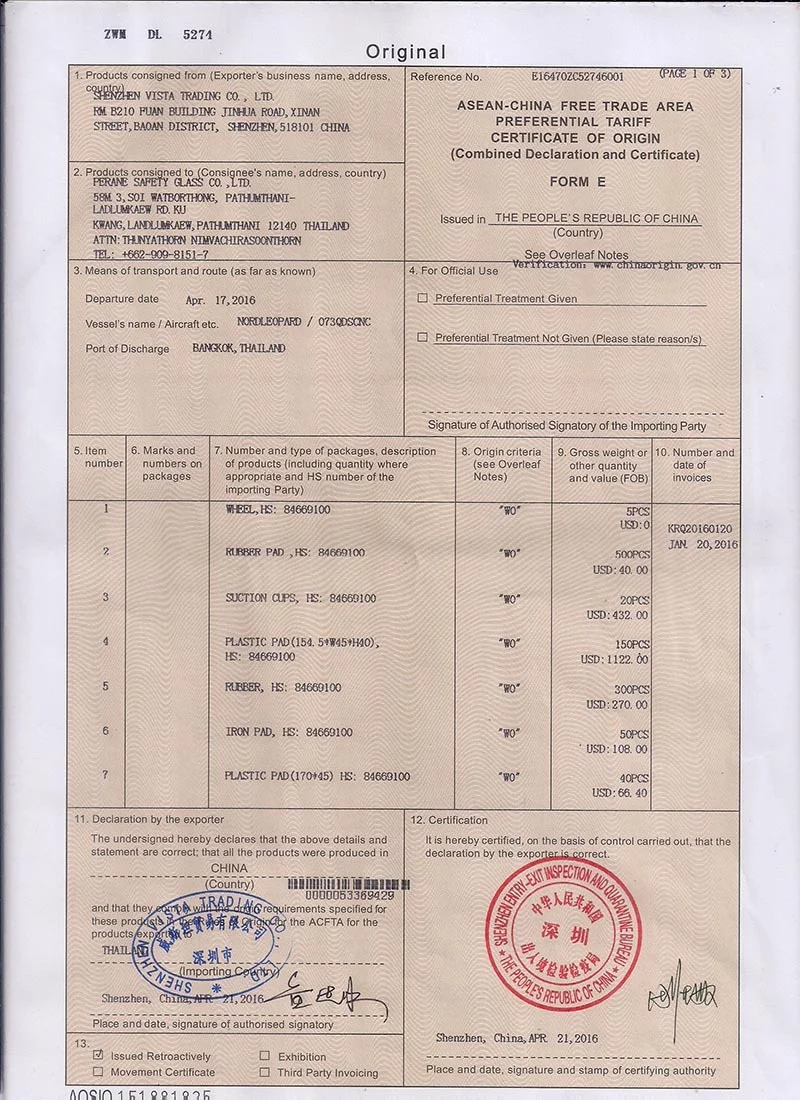 ZWM DL 5274
Original
1. Products consigned from (Exporter's business name, address,
country)
SHENZHEN VISTA TRADING CO., LTD.
RM B210 FUAN BUILDING JINHUA ROAD, XINAN
STREET, BAOAN DISTRICT, SHENZHEN, 518101 CHINA
Reference No. E16470ZC52746001 (PAGE 1 OF 3)
ASEAN-CHINA FREE TRADE AREA
PREFERENTIAL TARIFF
CERTIFICATE OF ORIGIN
(Combined Declaration and Certificate)
FORM E
Issued in THE PEOPLE'S REPUBLIC OF CHINA
(Country)
See Overleaf Notes
Verification: www.chinaorigin.gov.cn
2. Products consigned to (Consignee's name, address, country)
PERANE SAFETY GLASS CO.,LTD.
58M 3, SOI WATBORTHONG, PATHUMTHANI-
LADLUMKAEW RD. KU
KWANG, LANDLUMKAEW, PATHUMTHANI 12140 THAILAND
ATTN: THUNYATHORN NIMVACHIRASOONTHORN
TEL: +662-909-8151-7
3. Means of transport and route (as far as known)
Departure date Apr. 17, 2016
Vessel's name / Aircraft etc. NORDLEOPARD / 073QDSCNC
Port of Discharge BANGKOK, THAILAND
4. For Official Use
Preferential Treatment Given
Preferential Treatment Not Given (Please state reason/s)
Signature of Authorised Signatory of the Importing Party
5. Item
number
6. Marks and
numbers on
packages
7. Number and type of packages, description
of products (including quantity where
appropriate and HS number of the
importing Party)
8. Origin criteria
(see Overleaf
Notes)
9. Gross weight or
other quantity
and value (FOB)
10. Number and
date of
invoices
1 WHEEL, HS: 84669100 "WO" 5PCS
USD:0
KRQ20160120
JAN. 20, 2016
2 RUBBER PAD ,HS: 84669100 "WO" 500PCS
USD: 40. 00
3 SUCTION CUPS, HS: 84669100 "WO" 20PCS
USD: 432. 00
4 PLASTIC PAD(154. 5*W45*H40), "WO" 150PCS
HS: 84669100 USD: 1122. 00
5 RUBBER, HS: 84669100 "WO" 300PCS
USD: 270. 00
6 IRON PAD, HS: 84669100 "WO" 50PCS
USD: 108. 00
7 PLASTIC PAD(170*45) HS: 84669100 "WO" 40PCS
USD: 66. 40
11. Declaration by the exporter
The undersigned hereby declares that the above details and
statement are correct; that all the products were produced in
CHINA
(Country)
0000053369429
and that they comply with the origin requirements specified for
these products in the Rules of Origin for the ACFTA for the
products exported to
THAILAND
(Importing Country)
SHENZHEN VISTA TRADING CO., LTD.
贸易有限公司
深圳市
Shenzhen, China, APR. 21, 2016
Place and date, signature of authorised signatory
12. Certification
It is hereby certified, on the basis of control carried out, that the
declaration by the exporter is correct.
SHENZHEN ENTRY-EXIT INSPECTION AND QUARANTINE BUREAU
THE PEOPLE'S REPUBLIC OF CHINA
中华人民共和国
深圳
出入境检验检疫局
Shenzhen, China, APR. 21, 2016
Place and date, signature and stamp of certifying authority
13.
Issued Retroactively
Exhibition
Movement Certificate
Third Party Invoicing